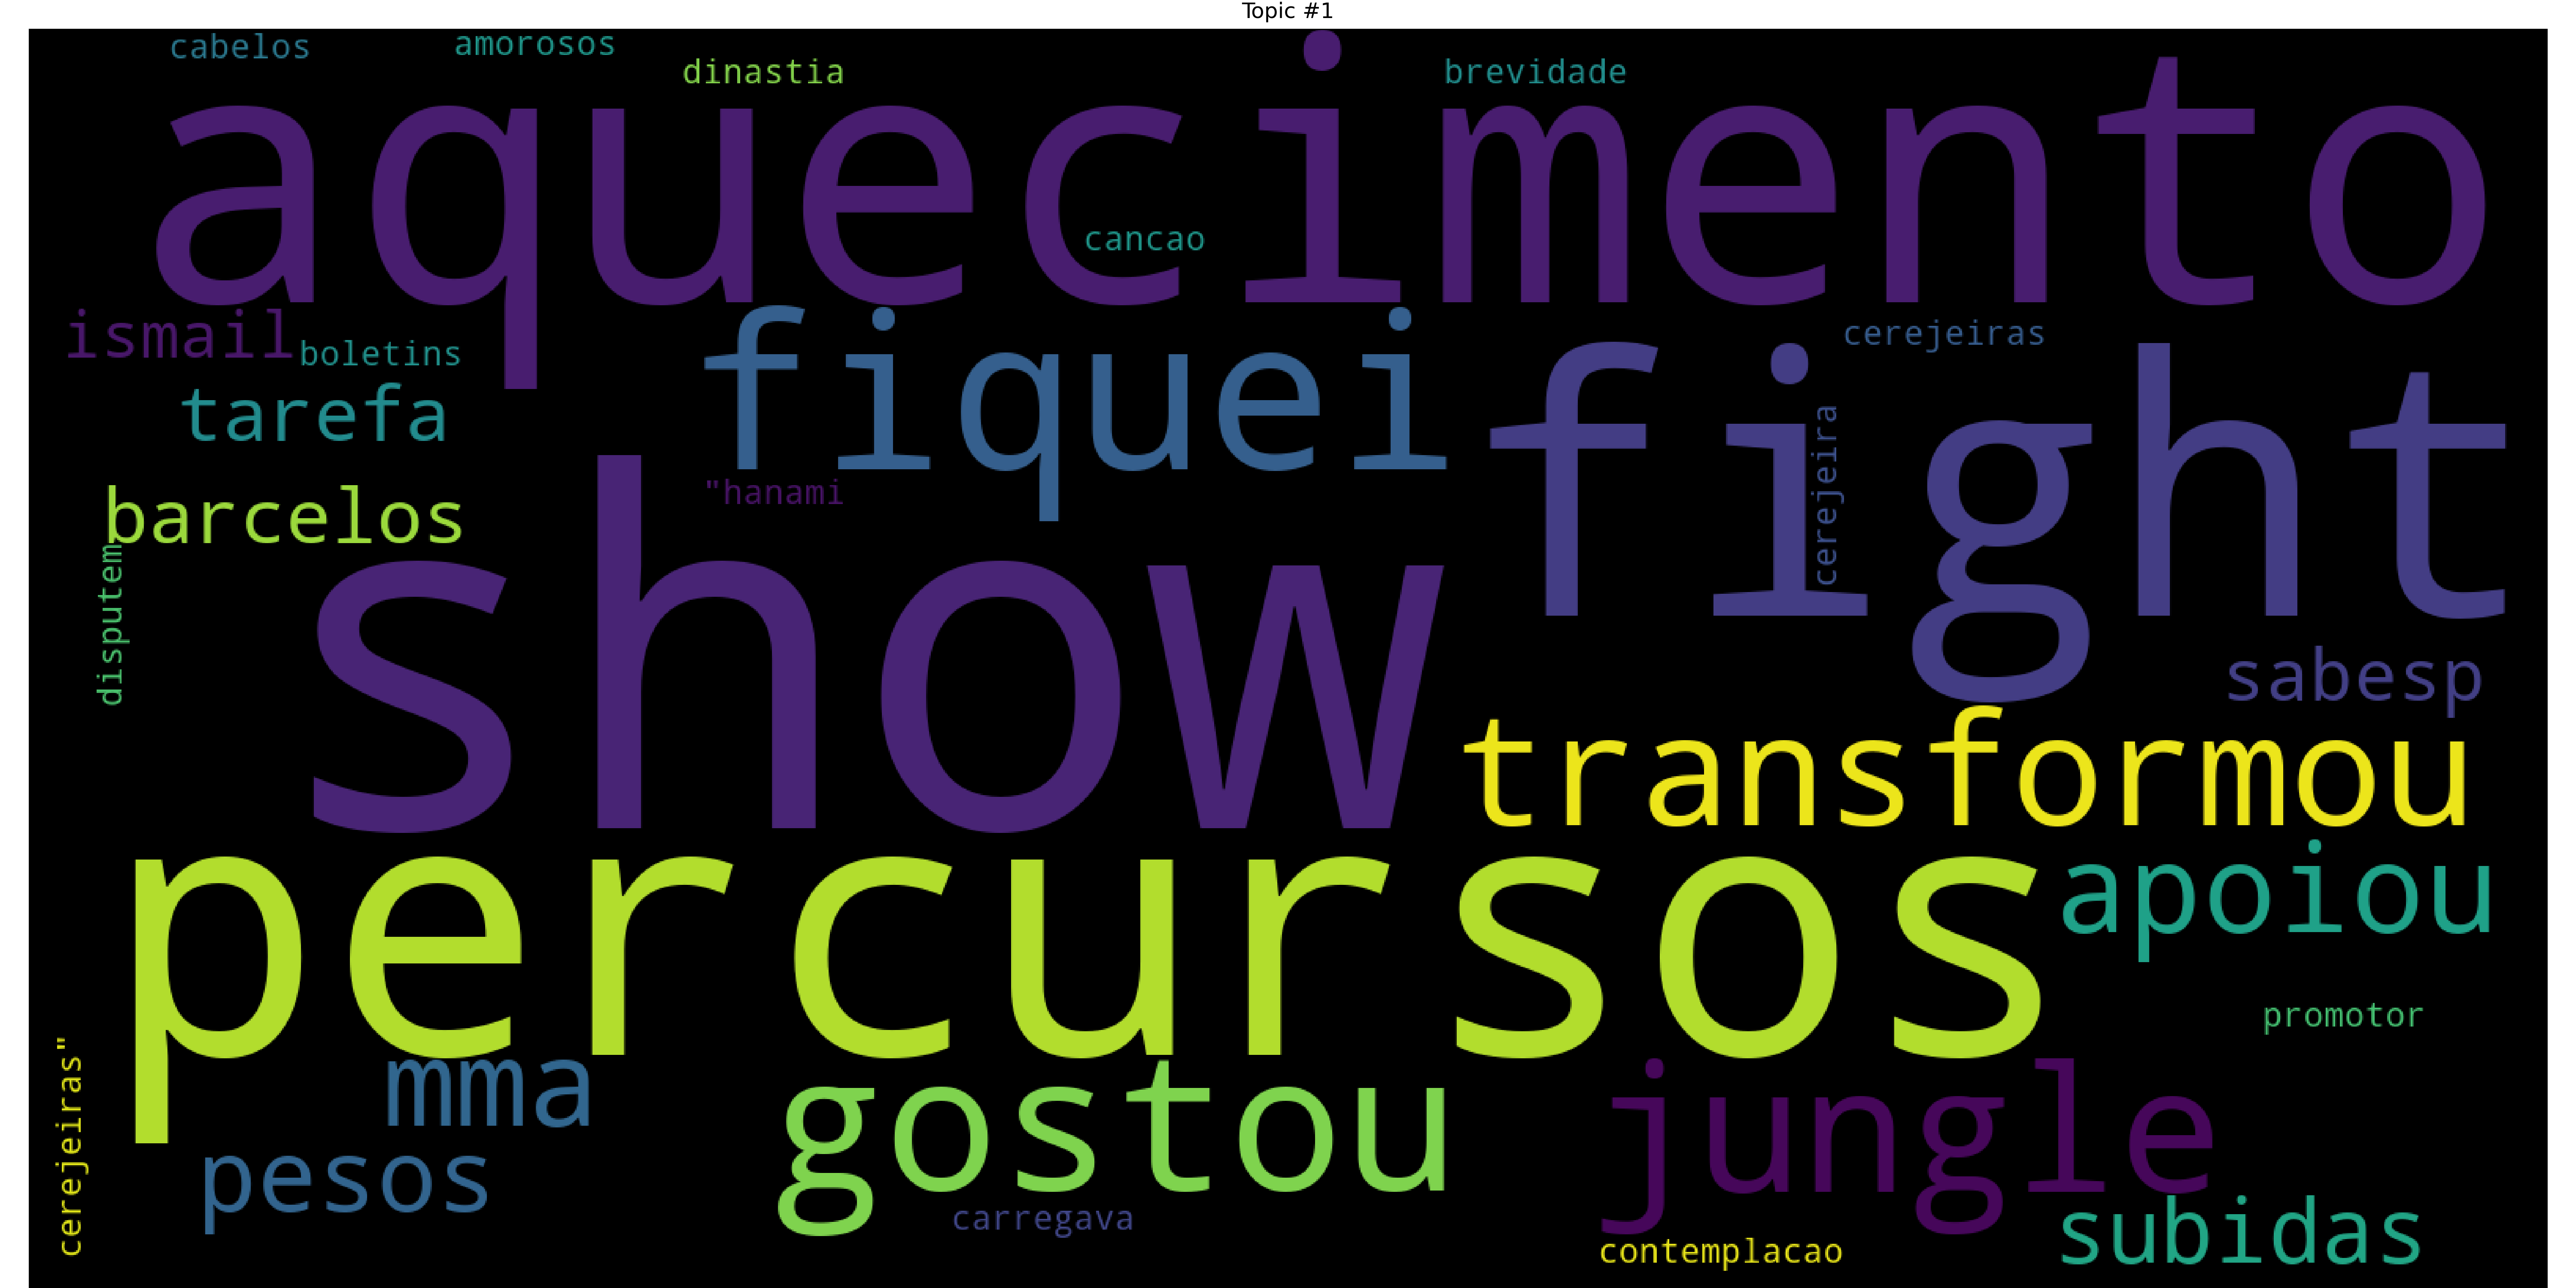 Topic #1
cabelos
amorosos
dinastia
brevidade
aquecimento
cancao
ismail
boletins
fiquei
cerejeiras
tarefa
fight
cerejeira
"hanami
barcelos
disputem
show
sabesp
transformou
percursos
apoiou
promotor
cerejeiras"
mma
gostou
jungle
pesos
carregava
subidas
contemplacao